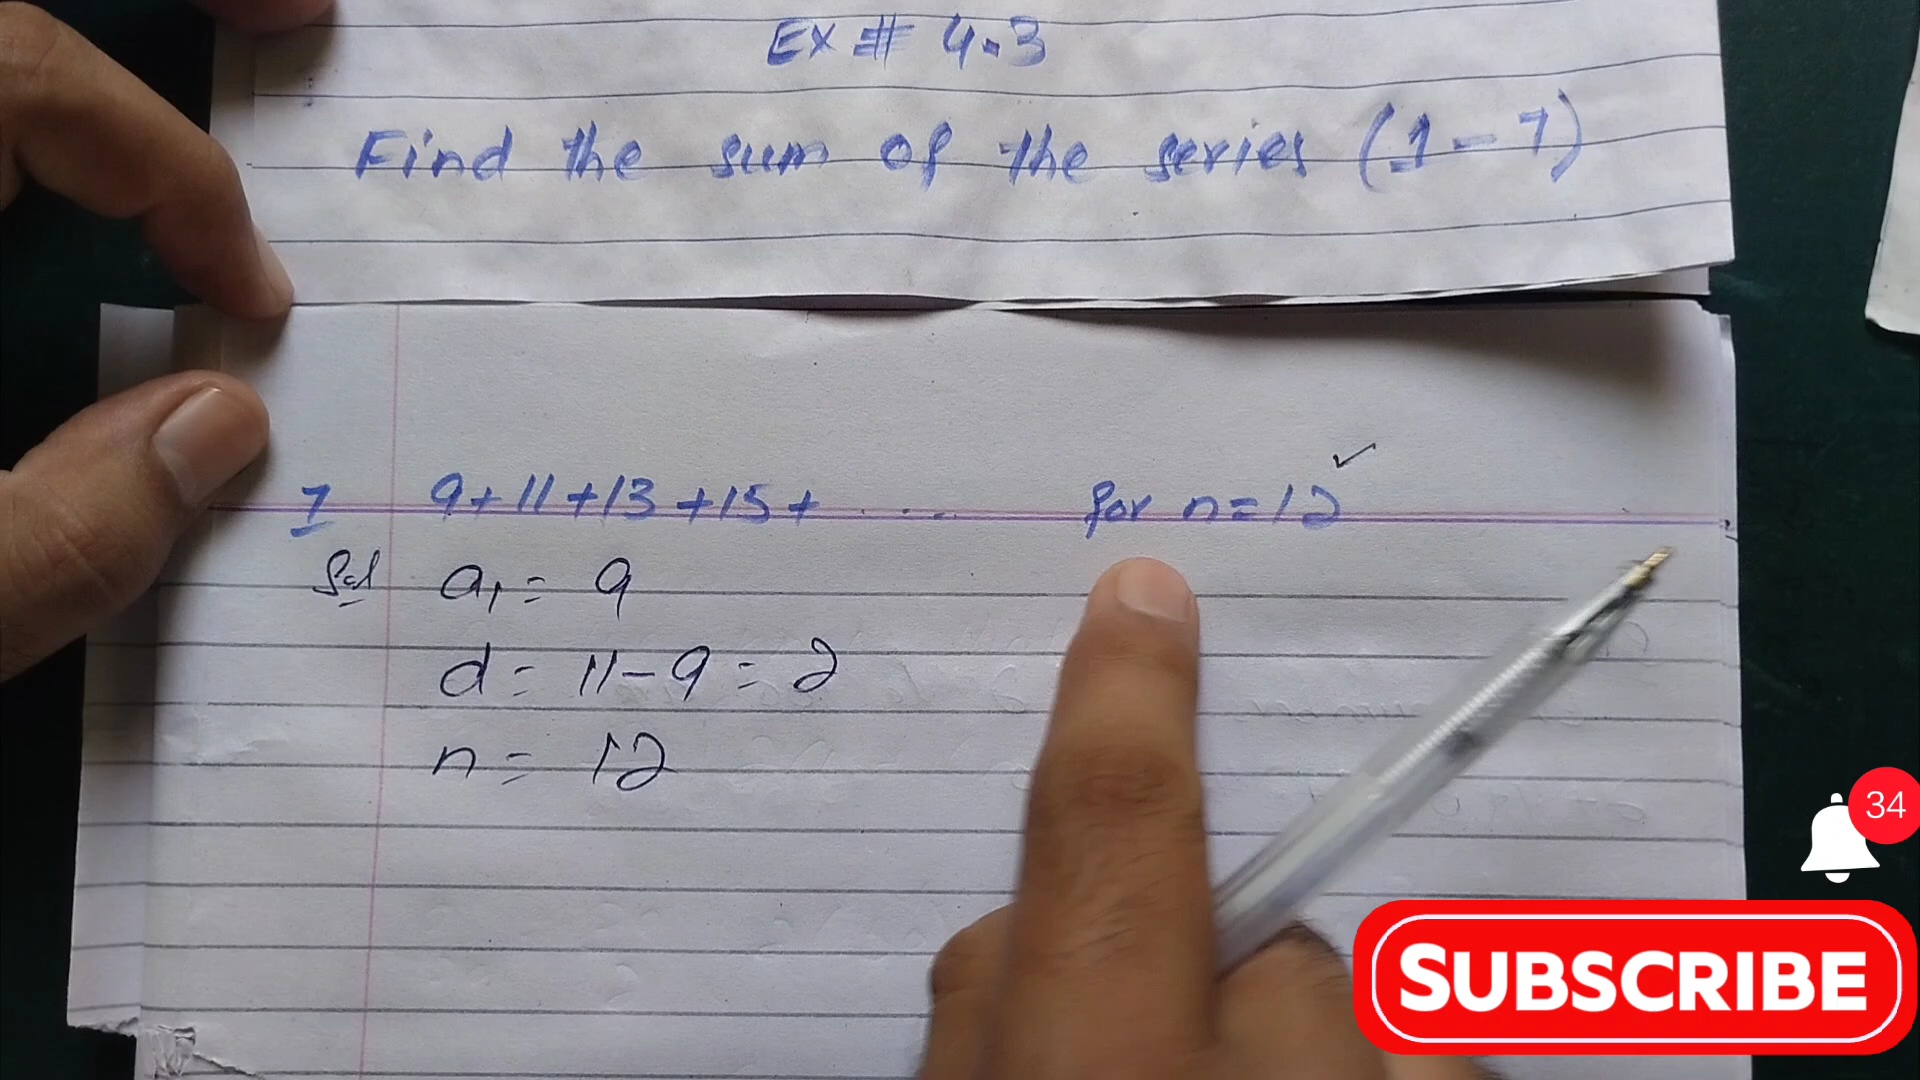 Ex # 4.3
Find the sum of the series (1-7)
7 9+11+13+15+..... for n=12 ✓
Sol a₁ = 9
d = 11-9 = 2
n = 12
34
SUBSCRIBE